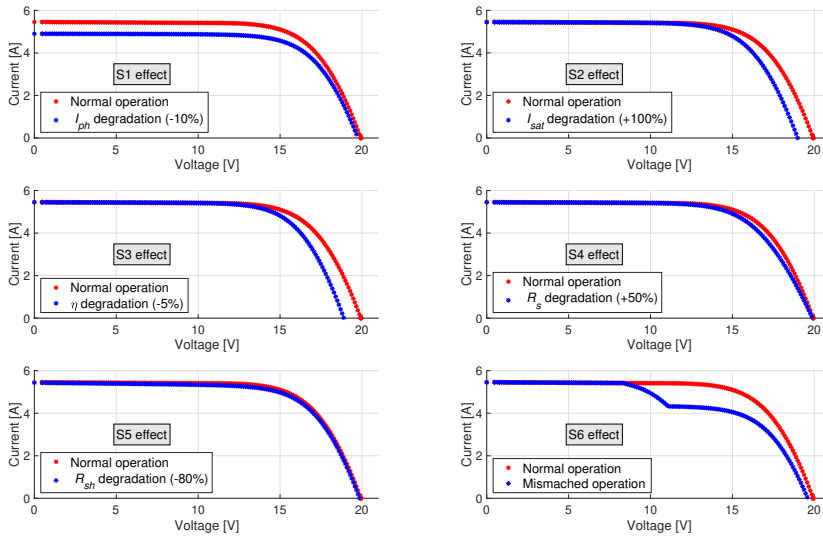 6
4
2
0
Current [A]
S1 effect
Normal operation
I_ph degradation (-10%)
0 5 10 15 20
Voltage [V]
6
4
2
0
Current [A]
S2 effect
Normal operation
I_sat degradation (+100%)
0 5 10 15 20
Voltage [V]
6
4
2
0
Current [A]
S3 effect
Normal operation
η degradation (-5%)
0 5 10 15 20
Voltage [V]
6
4
2
0
Current [A]
S4 effect
Normal operation
R_s degradation (+50%)
0 5 10 15 20
Voltage [V]
6
4
2
0
Current [A]
S5 effect
Normal operation
R_sh degradation (-80%)
0 5 10 15 20
Voltage [V]
6
4
2
0
Current [A]
S6 effect
Normal operation
Mismached operation
0 5 10 15 20
Voltage [V]